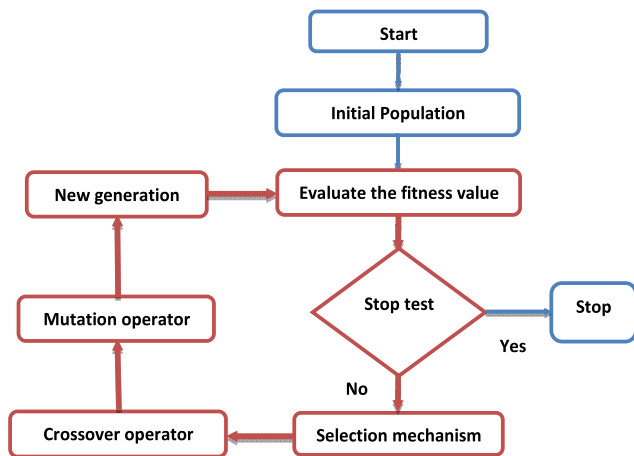 Start
Initial Population
New generation
Evaluate the fitness value
Stop test
Stop
Mutation operator
Yes
No
Crossover operator
Selection mechanism